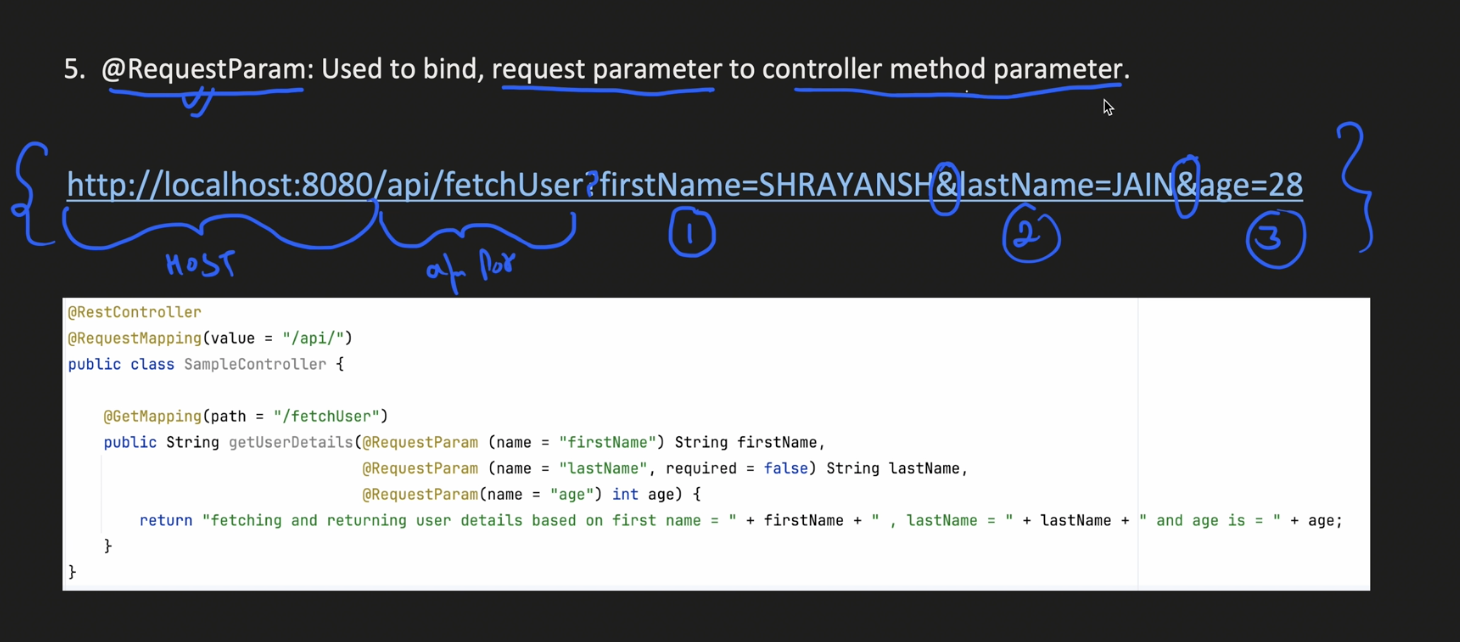 5. @RequestParam: Used to bind, request parameter to controller method parameter.
http://localhost:8080/api/fetchUser?firstName=SHRAYANSH&lastName=JAIN&age=28
1 2 3
HOST
@RestController
@RequestMapping(value = "/api/")
public class SampleController {
@GetMapping(path = "/fetchUser")
public String getUserDetails(@RequestParam (name = "firstName") String firstName,
@RequestParam (name = "lastName", required = false) String lastName,
@RequestParam(name = "age") int age) {
return "fetching and returning user details based on first name = " + firstName + " , lastName = " + lastName + " and age is = " + age;
}
}